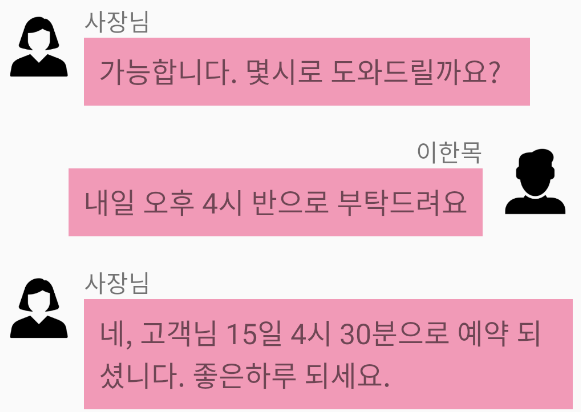 사장님
가능합니다. 몇시로 도와드릴까요?
이한목
내일 오후 4시 반으로 부탁드려요
사장님
네, 고객님 15일 4시 30분으로 예약 되
셨니다. 좋은하루 되세요.